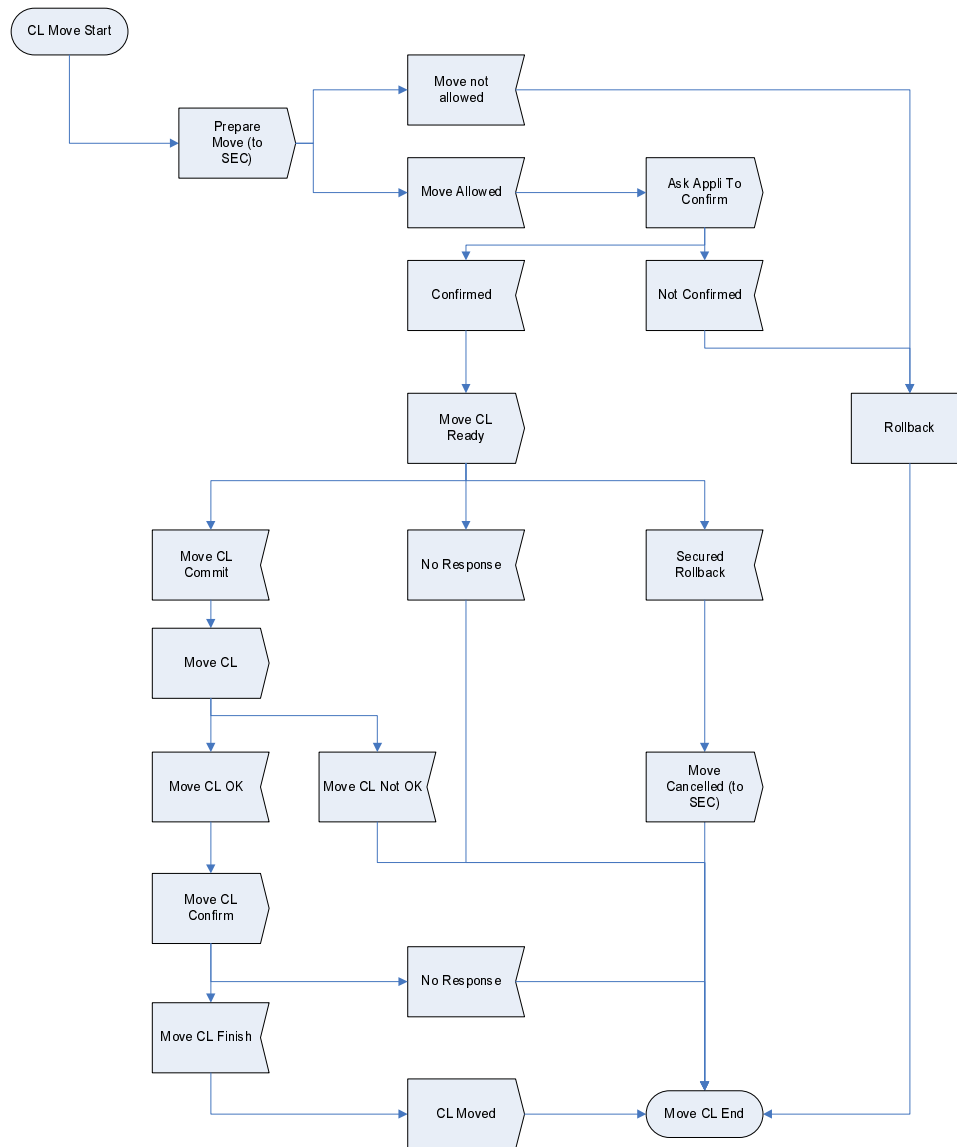 CL Move Start
Move not
allowed
Prepare
Move (to
SEC)
Move Allowed
Ask Appli To
Confirm
Confirmed
Not Confirmed
Move CL
Ready
Rollback
Move CL
Commit
No Response
Secured
Rollback
Move CL
Move CL OK
Move CL Not OK
Move
Cancelled (to
SEC)
Move CL
Confirm
No Response
Move CL Finish
CL Moved
Move CL End